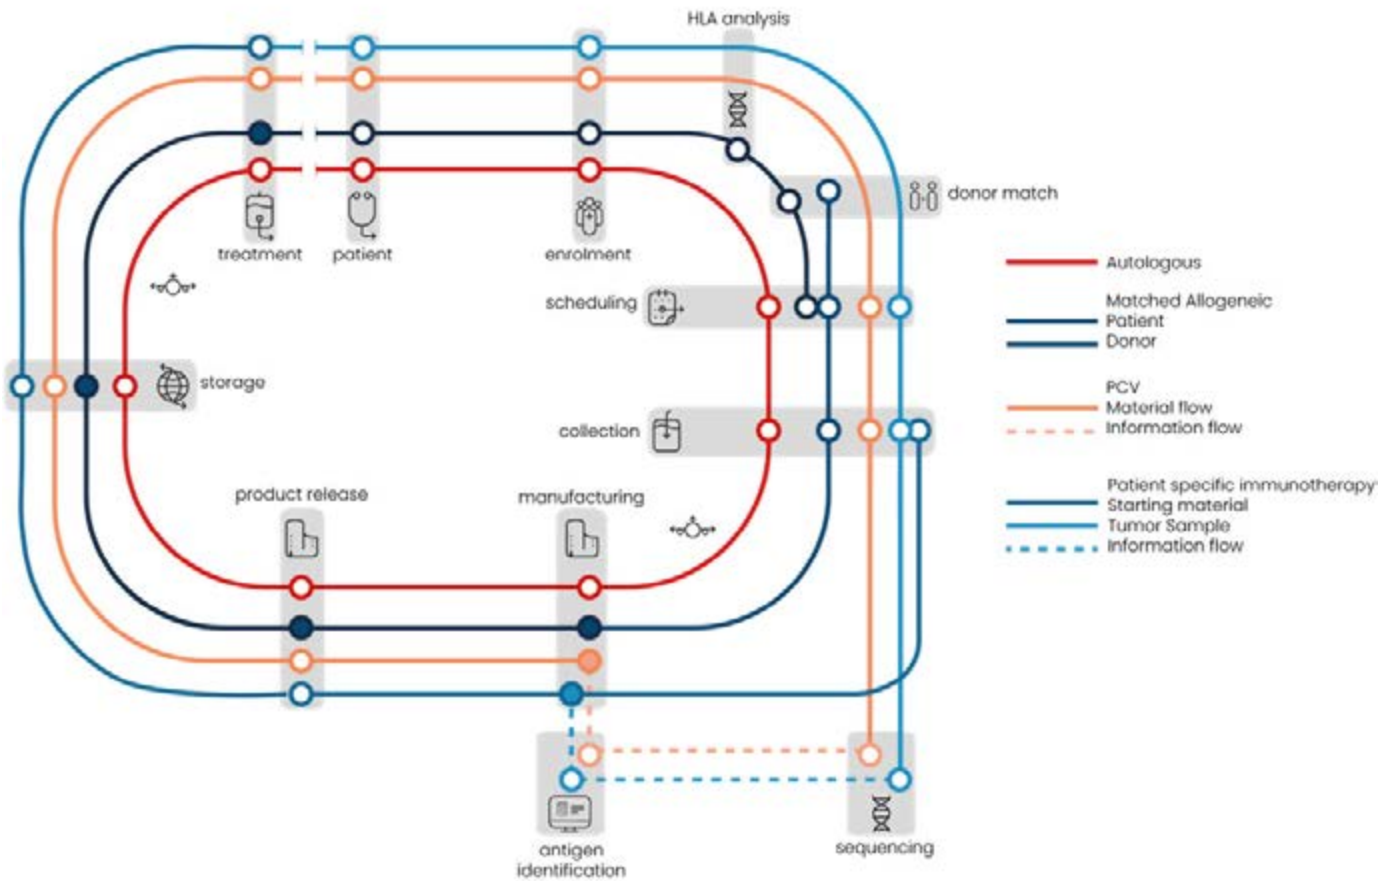 HLA analysis
donor match
treatment
patient
enrolment
scheduling
storage
collection
product release
manufacturing
antigen
identification
sequencing
Autologous
Matched Allogeneic
Patient
Donor
PCV
Material flow
Information flow
Patient specific immunotherapy
Starting material
Tumor Sample
Information flow